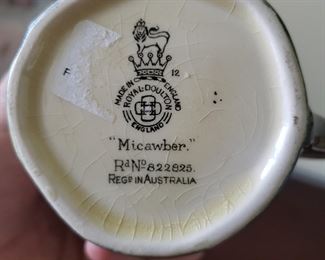 F
12
MADE IN ENGLAND
ROYAL·DOULTON
ENGLAND
"Micawber."
Rd No 822825.
REGD IN AUSTRALIA